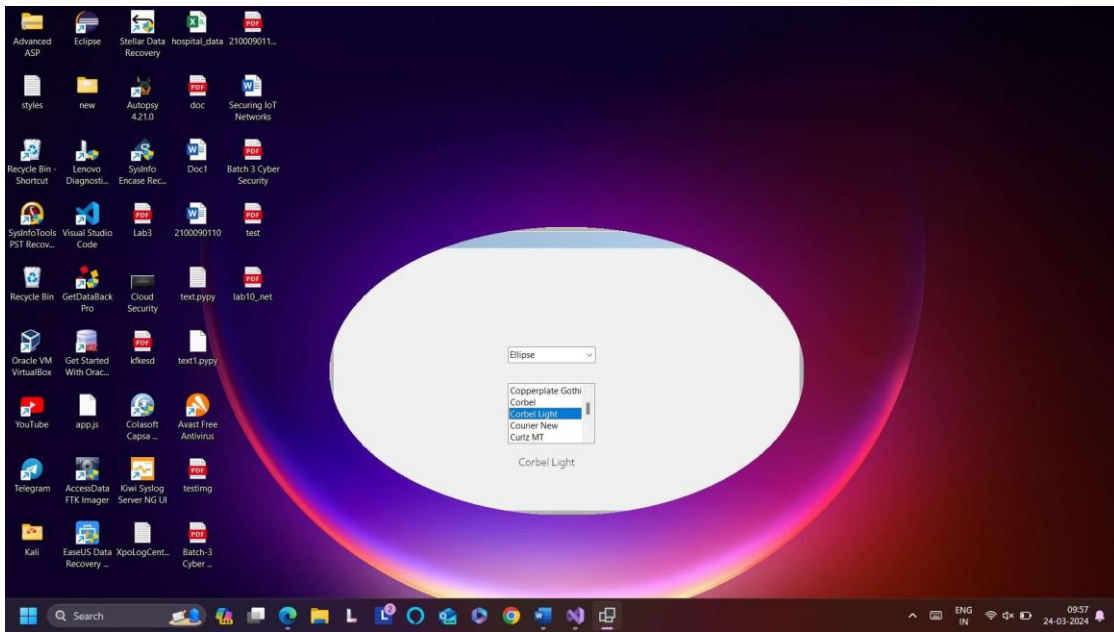 Advanced
ASP
Eclipse
Stellar Data
Recovery
hospital_data
210009011...
styles
new
Autopsy
4.21.0
doc
Securing IoT
Networks
Recycle Bin -
Shortcut
Lenovo
Diagnosti...
SysInfo
Encase Rec...
Doc1
Batch 3 Cyber
Security
SysInfoTools
PST Recov...
Visual Studio
Code
Lab3
2100090110
test
Recycle Bin
GetDataBack
Pro
Cloud
Security
text.pypy
lab10_.net
Oracle VM
VirtualBox
Get Started
With Orac...
kfkesd
text1.pypy
YouTube
app.js
Colasoft
Capsa ...
Avast Free
Antivirus
Telegram
AccessData
FTK Imager
Kiwi Syslog
Server NG UI
testimg
Kali
EaseUS Data
Recovery ...
XpoLogCent...
Batch-3
Cyber ...
Ellipse
Copperplate Gothi
Corbel
Corbel Light
Courier New
Curlz MT
Corbel Light
Search
ENG
IN
09:57
24-03-2024